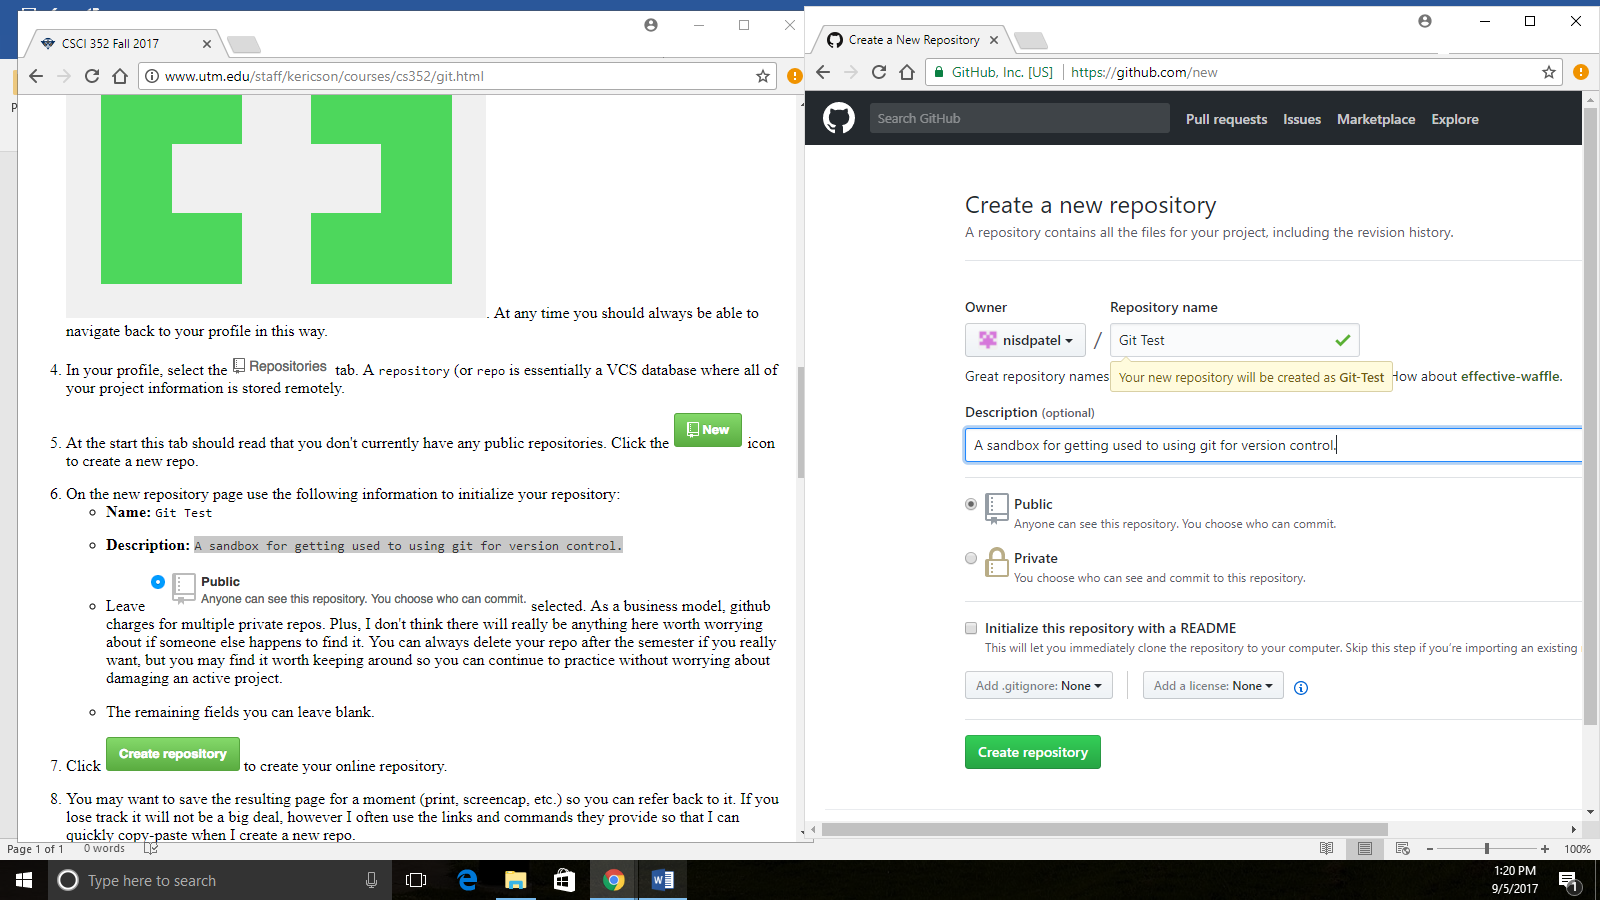 CSCI 352 Fall 2017
www.utm.edu/staff/kericson/courses/cs352/git.html
. At any time you should always be able to
navigate back to your profile in this way.
4. In your profile, select the Repositories tab. A repository (or repo is essentially a VCS database where all of
your project information is stored remotely.
5. At the start this tab should read that you don't currently have any public repositories. Click the New icon
to create a new repo.
6. On the new repository page use the following information to initialize your repository:
Name: Git Test
Description: A sandbox for getting used to using git for version control.
Public
Anyone can see this repository. You choose who can commit.
Leave selected. As a business model, github
charges for multiple private repos. Plus, I don't think there will really be anything here worth worrying
about if someone else happens to find it. You can always delete your repo after the semester if you really
want, but you may find it worth keeping around so you can continue to practice without worrying about
damaging an active project.
The remaining fields you can leave blank.
7. Click Create repository to create your online repository.
8. You may want to save the resulting page for a moment (print, screencap, etc.) so you can refer back to it. If you
lose track it will not be a big deal, however I often use the links and commands they provide so that I can
quickly copy-paste when I create a new repo.
Create a New Repository
GitHub, Inc. [US] https://github.com/new
Search GitHub Pull requests Issues Marketplace Explore
Create a new repository
A repository contains all the files for your project, including the revision history.
Owner Repository name
nisdpatel / Git Test
Great repository names
Your new repository will be created as Git-Test
How about effective-waffle.
Description (optional)
A sandbox for getting used to using git for version control.
Public
Anyone can see this repository. You choose who can commit.
Private
You choose who can see and commit to this repository.
Initialize this repository with a README
This will let you immediately clone the repository to your computer. Skip this step if you're importing an existing
Add .gitignore: None Add a license: None
Create repository
Page 1 of 1 0 words 100%
Type here to search
1:20 PM
9/5/2017
1